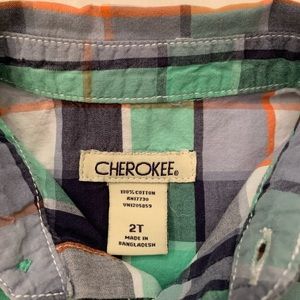 CHEROKEE®
100% COTTON
RN17730
VN1205859
2T
MADE IN
BANGLADESH